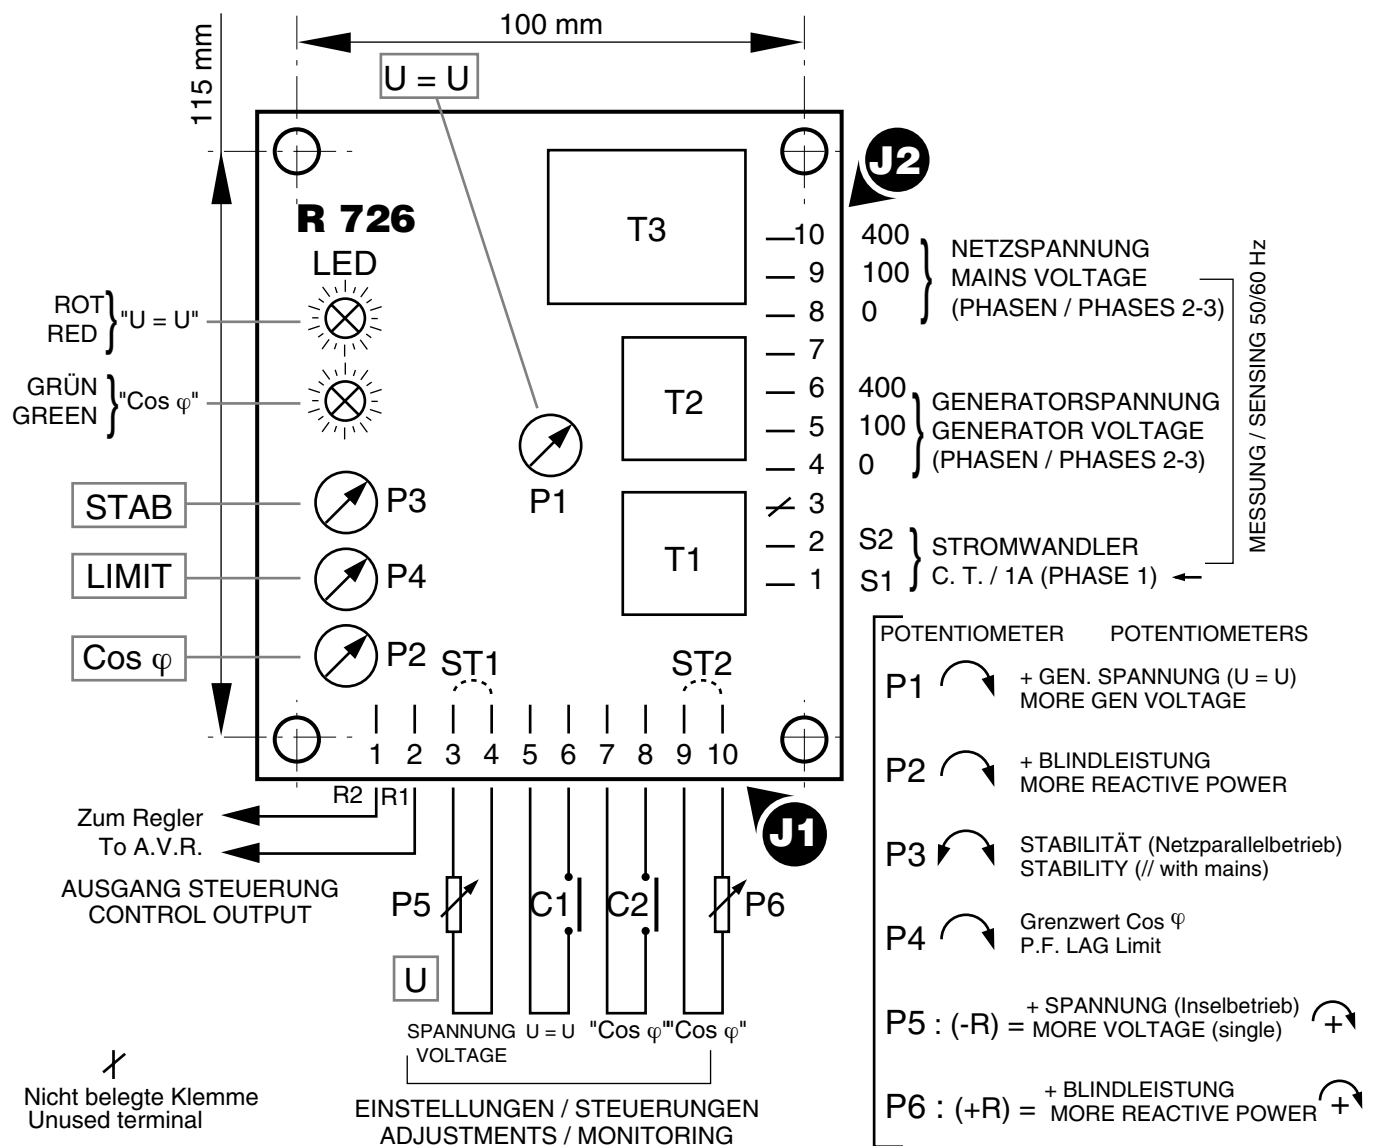 100 mm
115 mm
U = U
J2
R 726
LED
T3
10 400
9 100
8 0
7
NETZSPANNUNG
MAINS VOLTAGE
(PHASEN / PHASES 2-3)
MESSUNG / SENSING 50/60 Hz
ROT
RED
"U = U"
GRÜN
GREEN
"Cos φ"
T2
6 400
5 100
4 0
3
GENERATORSPANNUNG
GENERATOR VOLTAGE
(PHASEN / PHASES 2-3)
P1
STAB
P3
LIMIT
P4
Cos φ
P2
T1
2 S2
1 S1
STROMWANDLER
C. T. / 1A (PHASE 1)
ST1
ST2
1 2 3 4 5 6 7 8 9 10
R2 R1
J1
Zum Regler
To A.V.R.
AUSGANG STEUERUNG
CONTROL OUTPUT
P5
C1
C2
P6
U
SPANNUNG
VOLTAGE
U = U
"Cos φ"
"Cos φ"
EINSTELLUNGEN / STEUERUNGEN
ADJUSTMENTS / MONITORING
Nicht belegte Klemme
Unused terminal
POTENTIOMETER POTENTIOMETERS
P1
+ GEN. SPANNUNG (U = U)
MORE GEN VOLTAGE
P2
+ BLINDLEISTUNG
MORE REACTIVE POWER
P3
STABILITÄT (Netzparallelbetrieb)
STABILITY (// with mains)
P4
Grenzwert Cos φ
P.F. LAG Limit
P5 : (-R) =
+ SPANNUNG (Inselbetrieb)
MORE VOLTAGE (single)
+
P6 : (+R) =
+ BLINDLEISTUNG
MORE REACTIVE POWER
+